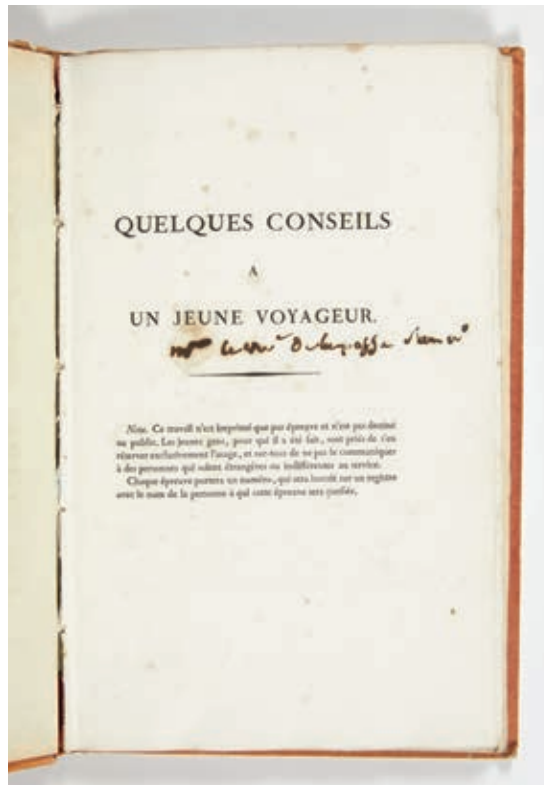 QUELQUES CONSEILS
A
UN JEUNE VOYAGEUR.
Note. Ce travail n'est imprimé que par épreuve et n'est pas destiné
au public. Les jeunes gens, pour qui il a été fait, sont priés de s'en
réserver exclusivement l'usage, et sur-tout de ne pas le communiquer
à des personnes qui soient étrangères ou indifférentes au service.
Chaque épreuve portera un numéro, qui sera inscrit sur un registre
avec le nom de la personne à qui cette épreuve sera confiée.